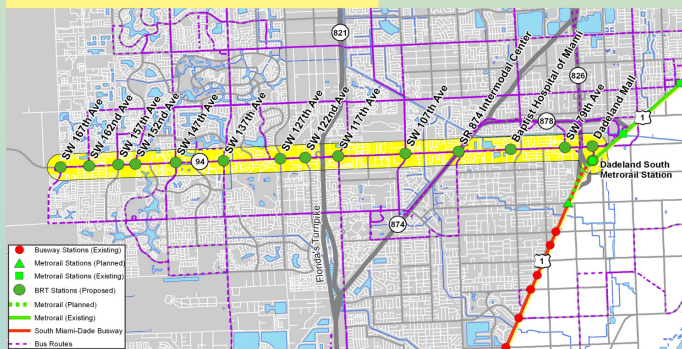 821
826
SW 167th Ave
SW 162nd Ave
SW 157th Ave
SW 152nd Ave
SW 147th Ave
SW 137th Ave
SW 127th Ave
SW 122nd Ave
SW 117th Ave
SW 107th Ave
SR 874 Intermodal Center
Baptist Hospital of Miami
SW 79th Ave
Dadeland Mall
1
878
94
Dadeland South
Metrorail Station
874
Florida's Turnpike
1
Busway Stations (Existing)
Metrorail Stations (Planned)
Metrorail Stations (Existing)
BRT Stations (Proposed)
Metrorail (Planned)
Metrorail (Existing)
South Miami-Dade Busway
Bus Routes